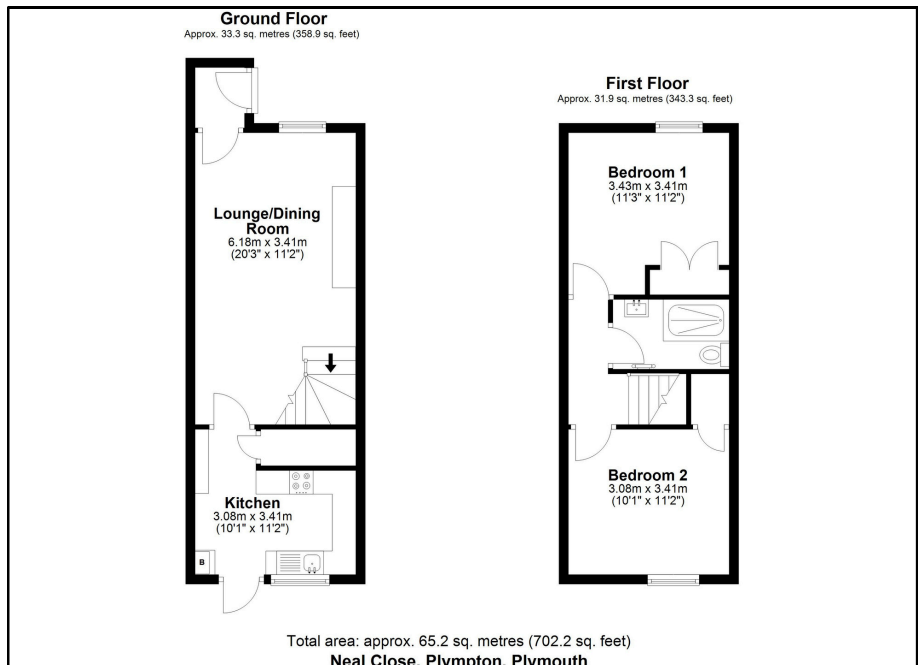 Ground Floor
Approx. 33.3 sq. metres (358.9 sq. feet)
Lounge/Dining
Room
6.18m x 3.41m
(20'3" x 11'2")
Kitchen
3.08m x 3.41m
(10'1" x 11'2")
B
First Floor
Approx. 31.9 sq. metres (343.3 sq. feet)
Bedroom 1
3.43m x 3.41m
(11'3" x 11'2")
Bedroom 2
3.08m x 3.41m
(10'1" x 11'2")
Total area: approx. 65.2 sq. metres (702.2 sq. feet)
Neal Close, Plympton, Plymouth